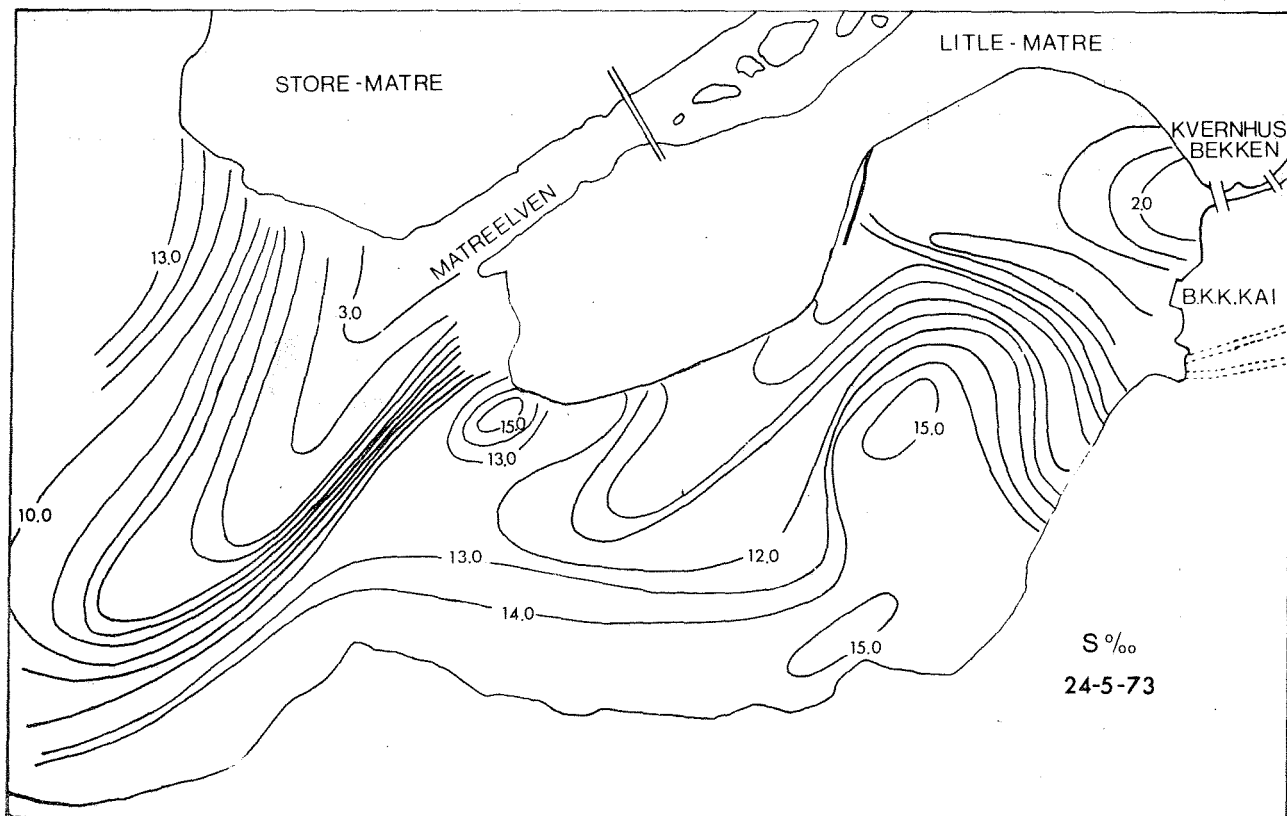 STORE-MATRE
LITLE-MATRE
KVERNHUS
BEKKEN
2,0
MATREELVEN
13,0
3,0
B.K.K.KAI
15,0
13,0
15,0
10,0
13,0
12,0
14,0
15,0
S ‰
24-5-73